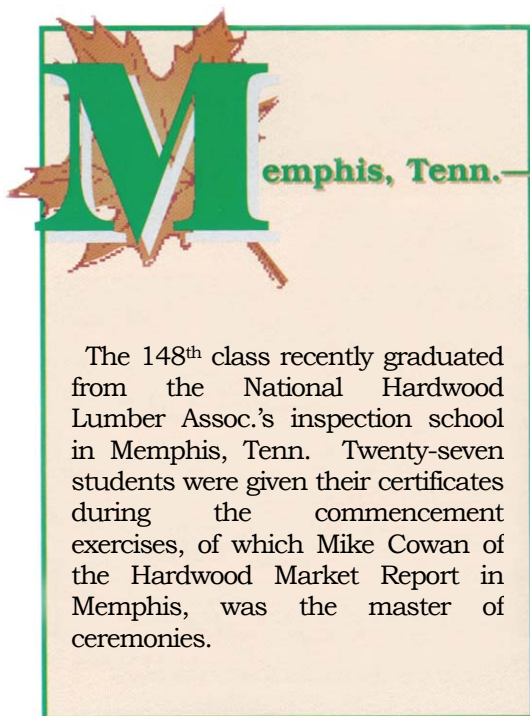 Memphis, Tenn.—
The 148th class recently graduated
from the National Hardwood
Lumber Assoc.'s inspection school
in Memphis, Tenn. Twenty-seven
students were given their certificates
during the commencement
exercises, of which Mike Cowan of
the Hardwood Market Report in
Memphis, was the master of
ceremonies.